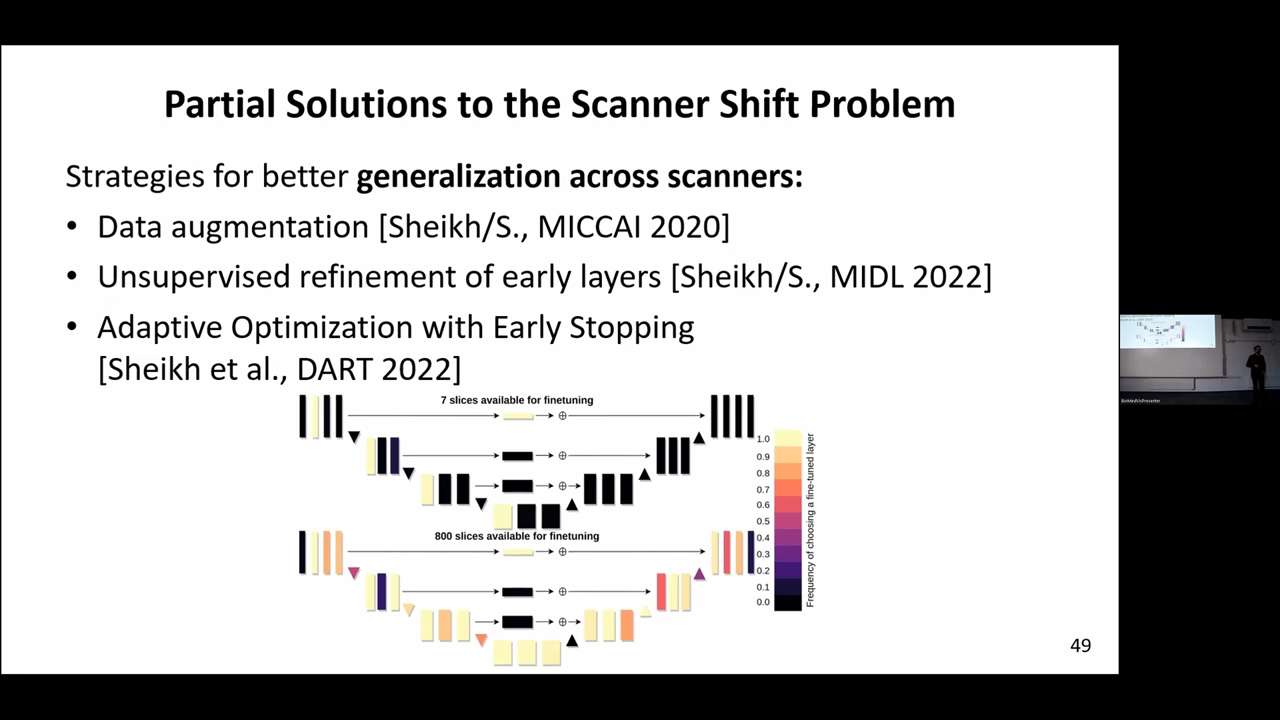 Partial Solutions to the Scanner Shift Problem
Strategies for better generalization across scanners:
• Data augmentation [Sheikh/S., MICCAI 2020]
• Unsupervised refinement of early layers [Sheikh/S., MIDL 2022]
• Adaptive Optimization with Early Stopping
[Sheikh et al., DART 2022]
7 slices available for finetuning
800 slices available for finetuning
1.0
0.9
0.8
0.7
0.6
0.5
0.4
0.3
0.2
0.1
0.0
Frequency of choosing a fine-tuned layer
49
BioMedVisPresenter